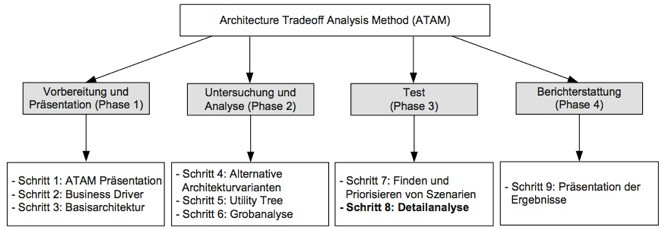 Architecture Tradeoff Analysis Method (ATAM)
Vorbereitung und
Präsentation (Phase 1)
Untersuchung und
Analyse (Phase 2)
Test
(Phase 3)
Berichterstattung
(Phase 4)
- Schritt 1: ATAM Präsentation
- Schritt 2: Business Driver
- Schritt 3: Basisarchitektur
- Schritt 4: Alternative
Architekturvarianten
- Schritt 5: Utility Tree
- Schritt 6: Grobanalyse
- Schritt 7: Finden und
Priorisieren von Szenarien
- Schritt 8: Detailanalyse
- Schritt 9: Präsentation der
Ergebnisse